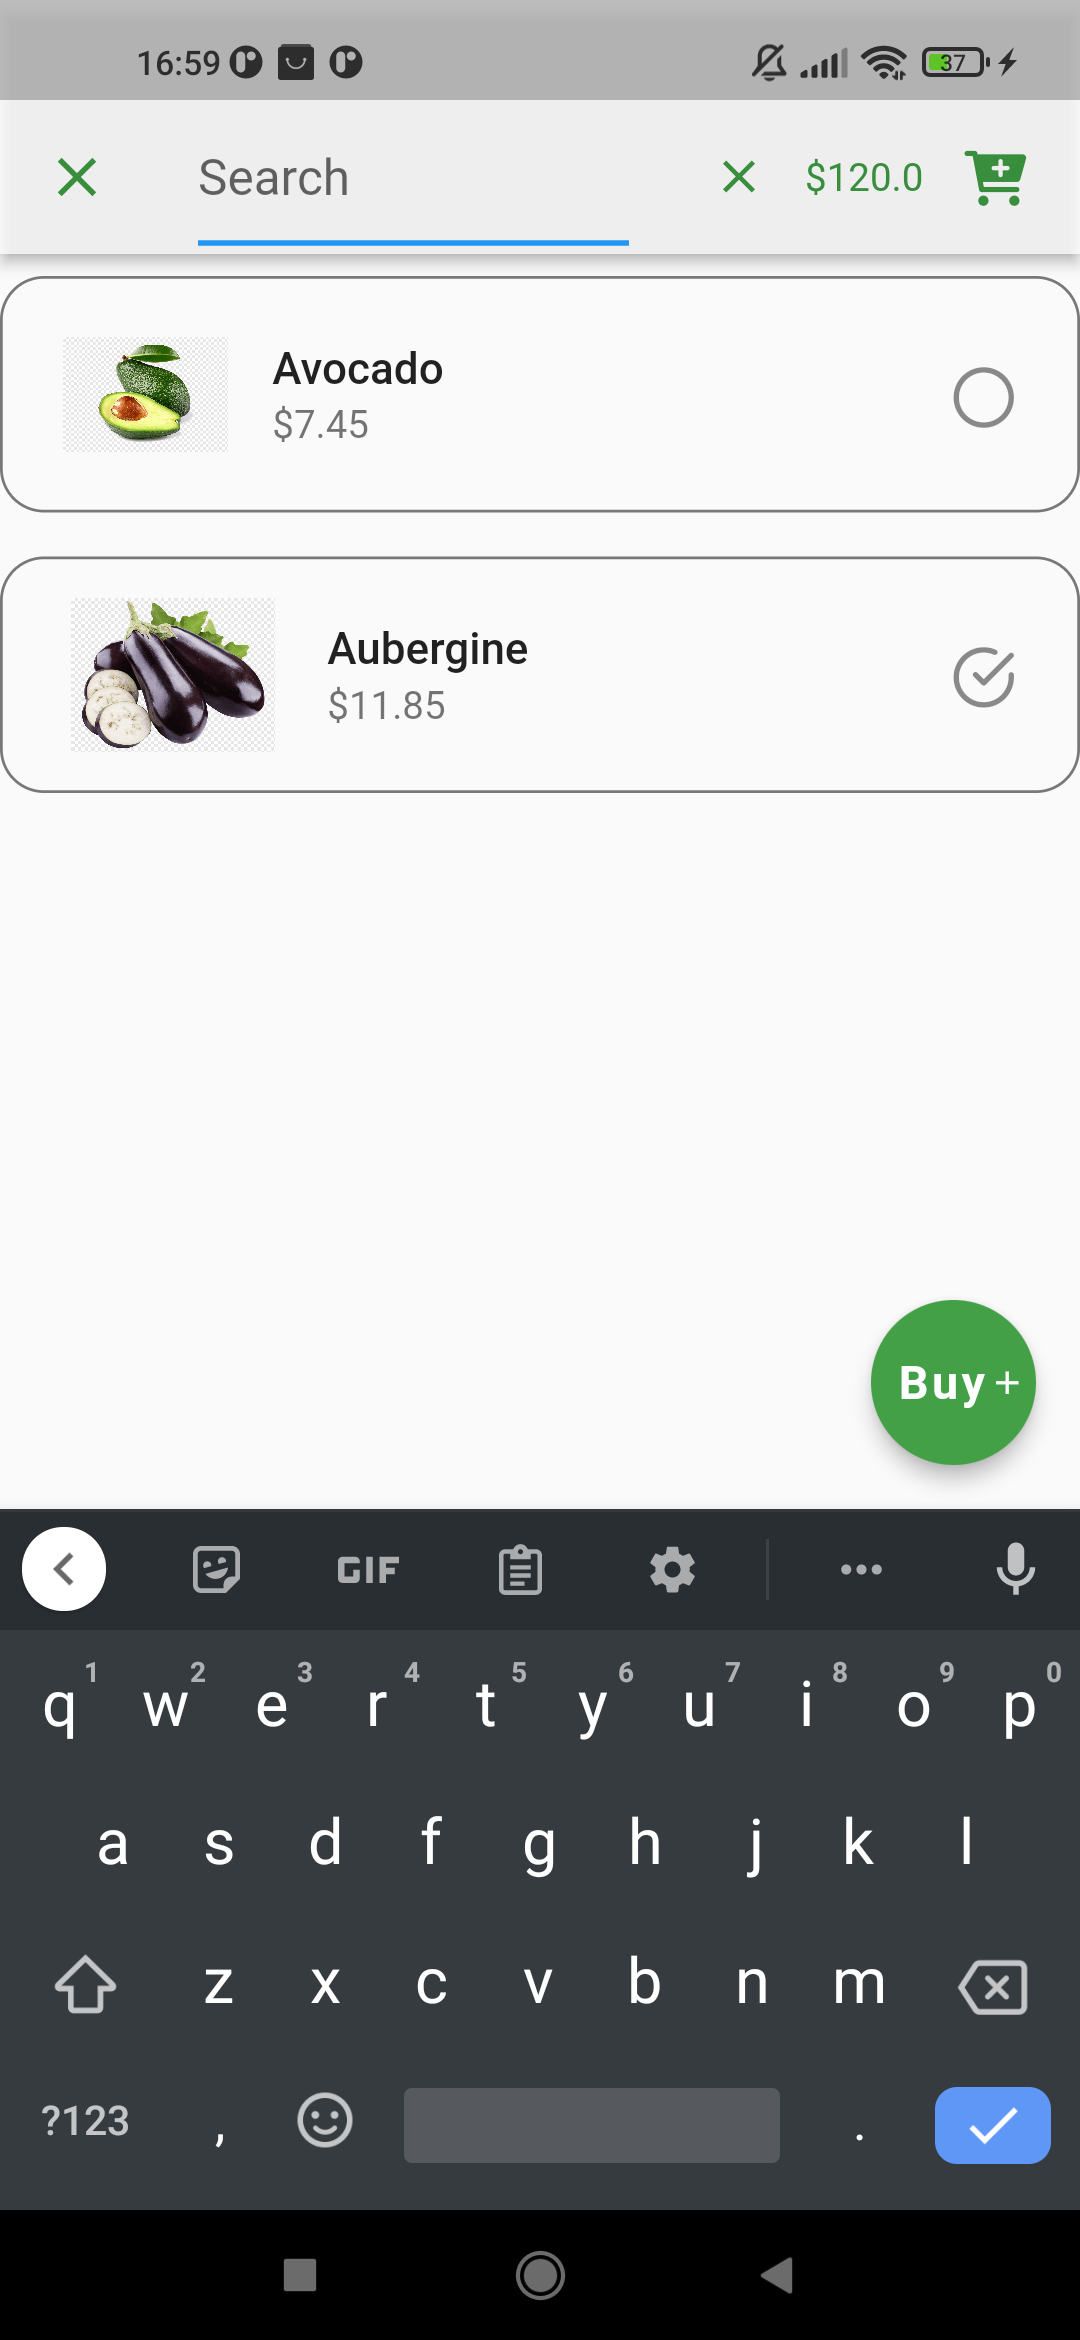 16:59 37
Search $120.0
Avocado
$7.45
Aubergine
$11.85
Buy +
GIF
1 2 3 4 5 6 7 8 9 0
q w e r t y u i o p
a s d f g h j k l
z x c v b n m
?123 , .